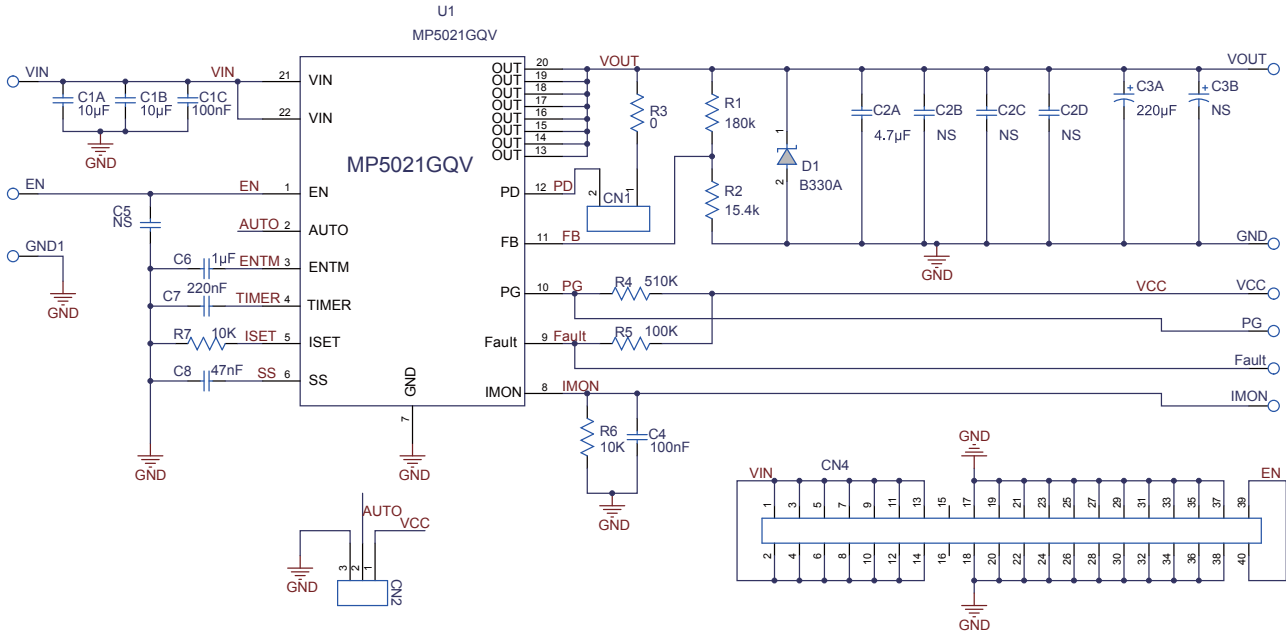 U1
MP5021GQV
VIN
VIN
C1A
10µF
C1B
10µF
C1C
100nF
GND
21
VIN
22
VIN
MP5021GQV
OUT 20
OUT 19
OUT 18
OUT 17
OUT 16
OUT 15
OUT 14
OUT 13
VOUT
R3
0
R1
180k
R2
15.4k
1
2
D1
B330A
C2A
4.7µF
C2B
NS
C2C
NS
C2D
NS
+ C3A
220µF
+ C3B
NS
VOUT
EN
EN 1
EN
PD
12
PD
2
CN1
1
C5
NS
AUTO 2
AUTO
FB
11
FB
GND
GND
GND1
GND
C6
1µF
ENTM 3
ENTM
C7
220nF
TIMER 4
TIMER
R7
10K
ISET 5
ISET
C8
47nF
SS 6
SS
GND
PG
10
PG
R4
510K
VCC
VCC
PG
Fault
9
Fault
R5
100K
Fault
IMON
8
IMON
IMON
R6
10K
C4
100nF
GND
GND
7
GND
AUTO
VCC
GND
3
2
1
CN2
GND
VIN
CN4
EN
1 3 5 7 9 11 13 15 17 19 21 23 25 27 29 31 33 35 37 39
2 4 6 8 10 12 14 16 18 20 22 24 26 28 30 32 34 36 38 40
GND